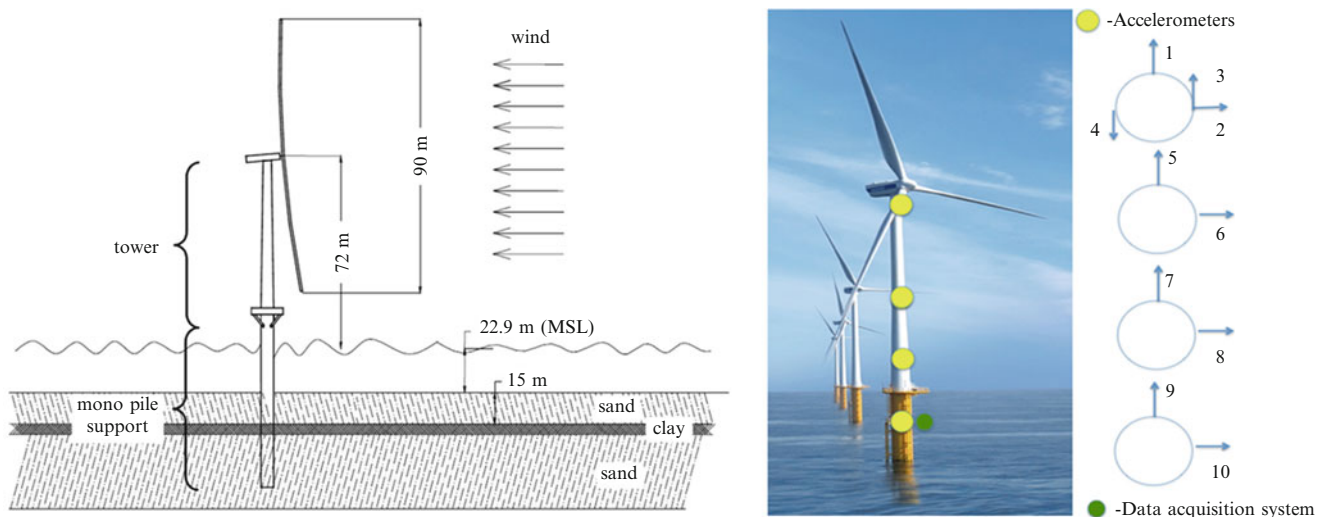 wind
90 m
72 m
tower
22.9 m (MSL)
15 m
mono pile
support
sand
clay
sand
-Accelerometers
1
3
4
2
5
6
7
8
9
10
-Data acquisition system